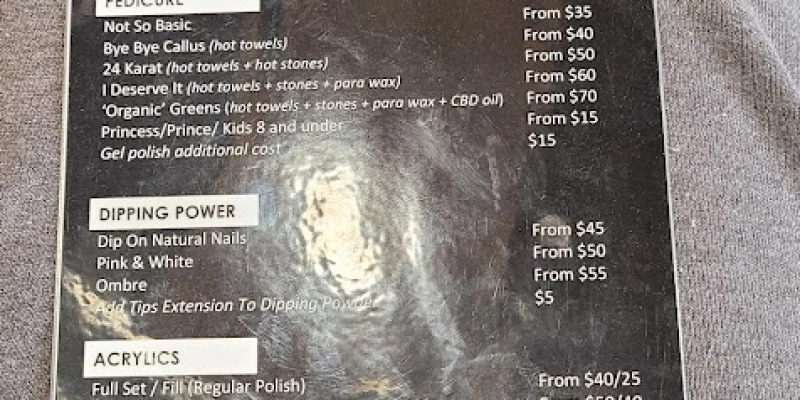 PEDICURE
Not So Basic From $35
Bye Bye Callus (hot towels) From $40
24 Karat (hot towels + hot stones) From $50
I Deserve It (hot towels + stones + para wax) From $60
‘Organic’ Greens (hot towels + stones + para wax + CBD oil) From $70
Princess/Prince/ Kids 8 and under From $15
Gel polish additional cost $15
DIPPING POWER
Dip On Natural Nails From $45
Pink & White From $50
Ombre From $55
Add Tips Extension To Dipping Powder $5
ACRYLICS
Full Set / Fill (Regular Polish) From $40/25